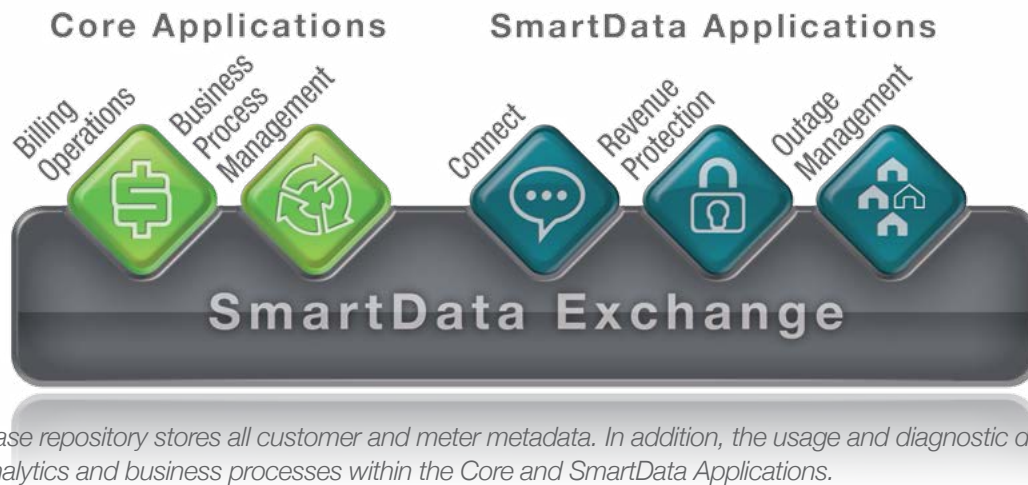 Core Applications
SmartData Applications
Billing
Operations
Business
Process
Management
Connect
Revenue
Protection
Outage
Management
SmartData Exchange
repository stores all customer and meter metadata. In addition, the usage and diagnostic
and business processes within the Core and SmartData Applications.